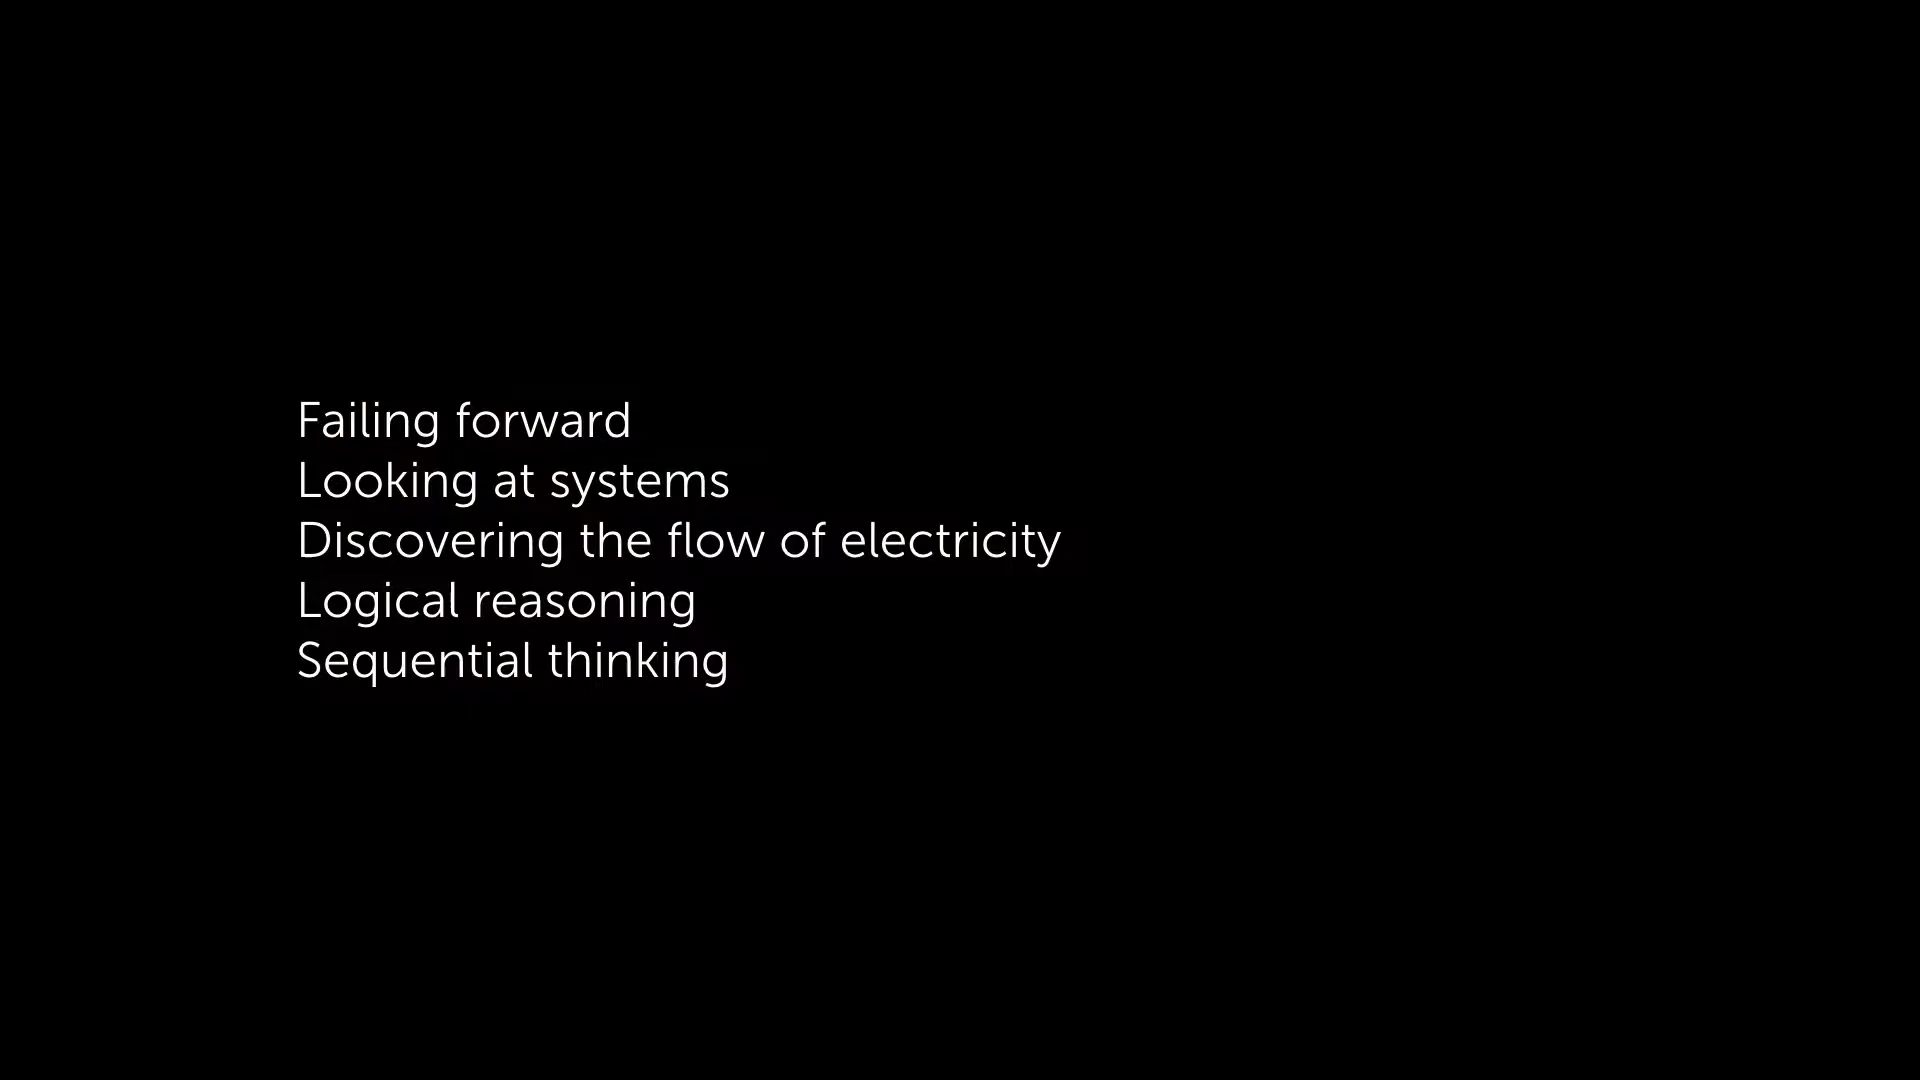 Failing forward
Looking at systems
Discovering the flow of electricity
Logical reasoning
Sequential thinking